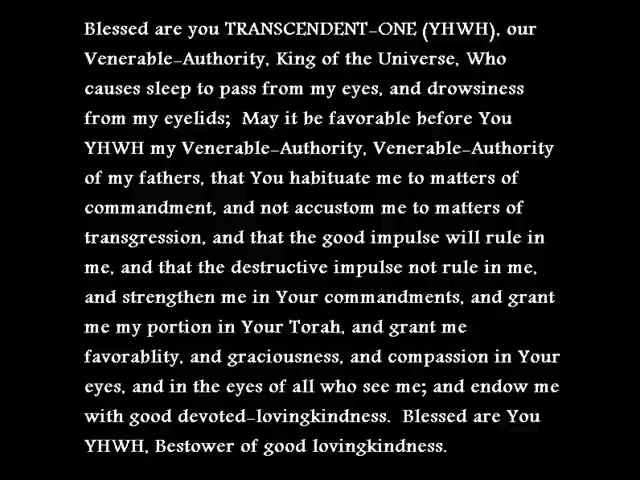 Blessed are you TRANSCENDENT-ONE (YHWH), our
Venerable-Authority, King of the Universe, Who
causes sleep to pass from my eyes, and drowsiness
from my eyelids;  May it be favorable before You
YHWH my Venerable-Authority, Venerable-Authority
of my fathers, that You habituate me to matters of
commandment, and not accustom me to matters of
transgression, and that the good impulse will rule in
me, and that the destructive impulse not rule in me,
and strengthen me in Your commandments, and grant
me my portion in Your Torah, and grant me
favorablity, and graciousness, and compassion in Your
eyes, and in the eyes of all who see me; and endow me
with good devoted-lovingkindness.  Blessed are You
YHWH, Bestower of good lovingkindness.